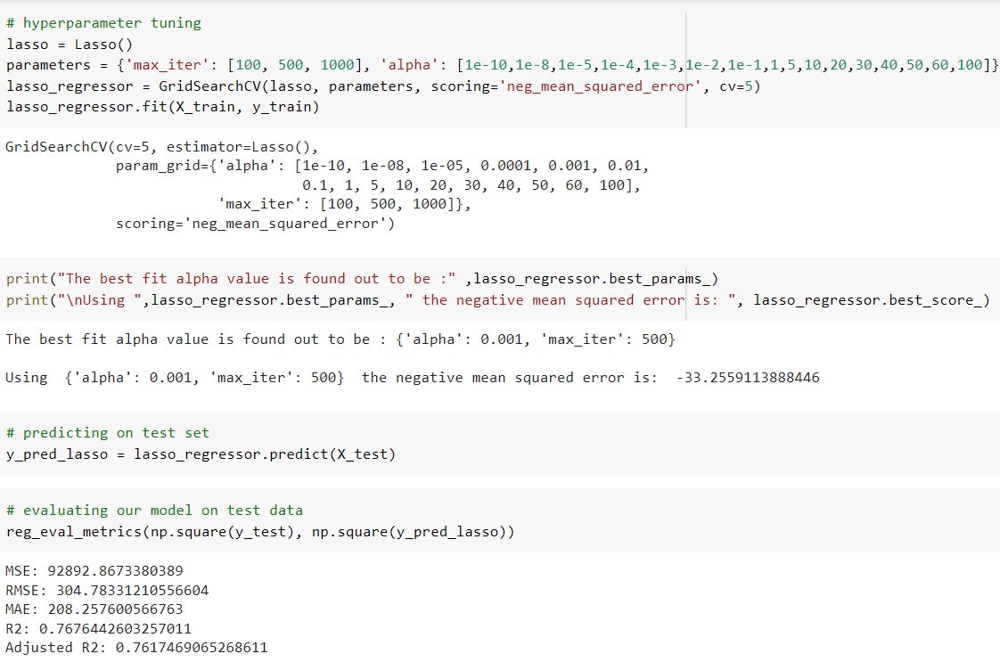 # hyperparameter tuning
lasso = Lasso()
parameters = {'max_iter': [100, 500, 1000], 'alpha': [1e-10,1e-8,1e-5,1e-4,1e-3,1e-2,1e-1,1,5,10,20,30,40,50,60,100]}
lasso_regressor = GridSearchCV(lasso, parameters, scoring='neg_mean_squared_error', cv=5)
lasso_regressor.fit(X_train, y_train)
GridSearchCV(cv=5, estimator=Lasso(),
param_grid={'alpha': [1e-10, 1e-08, 1e-05, 0.0001, 0.001, 0.01,
0.1, 1, 5, 10, 20, 30, 40, 50, 60, 100],
'max_iter': [100, 500, 1000]},
scoring='neg_mean_squared_error')
print("The best fit alpha value is found out to be :" ,lasso_regressor.best_params_)
print("\nUsing ",lasso_regressor.best_params_, " the negative mean squared error is: ", lasso_regressor.best_score_)
The best fit alpha value is found out to be : {'alpha': 0.001, 'max_iter': 500}
Using  {'alpha': 0.001, 'max_iter': 500}  the negative mean squared error is:  -33.2559113888446
# predicting on test set
y_pred_lasso = lasso_regressor.predict(X_test)
# evaluating our model on test data
reg_eval_metrics(np.square(y_test), np.square(y_pred_lasso))
MSE: 92892.8673380389
RMSE: 304.78331210556604
MAE: 208.257600566763
R2: 0.7676442603257011
Adjusted R2: 0.7617469065268611